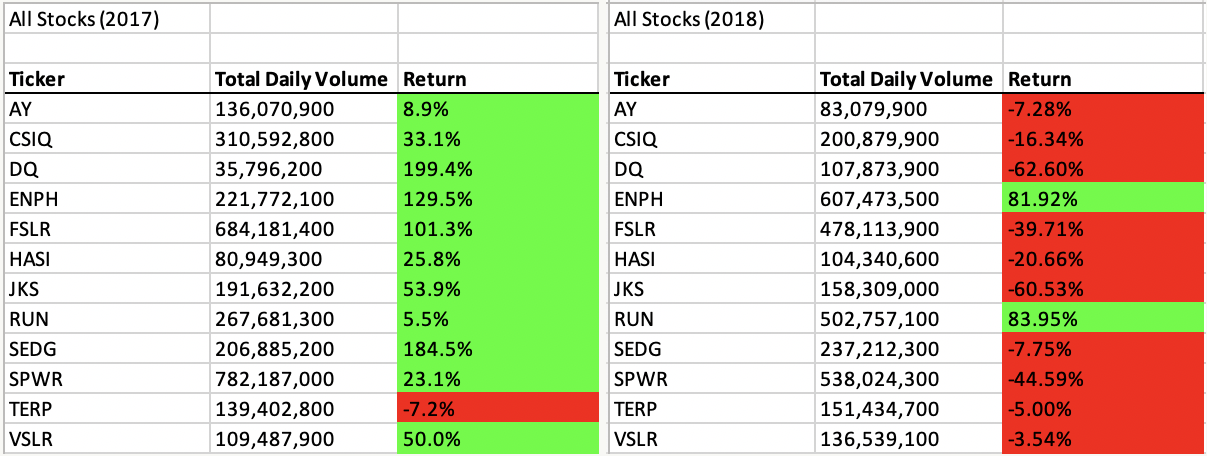 All Stocks (2017)
Ticker Total Daily Volume Return
AY 136,070,900 8.9%
CSIQ 310,592,800 33.1%
DQ 35,796,200 199.4%
ENPH 221,772,100 129.5%
FSLR 684,181,400 101.3%
HASI 80,949,300 25.8%
JKS 191,632,200 53.9%
RUN 267,681,300 5.5%
SEDG 206,885,200 184.5%
SPWR 782,187,000 23.1%
TERP 139,402,800 -7.2%
VSLR 109,487,900 50.0%
All Stocks (2018)
Ticker Total Daily Volume Return
AY 83,079,900 -7.28%
CSIQ 200,879,900 -16.34%
DQ 107,873,900 -62.60%
ENPH 607,473,500 81.92%
FSLR 478,113,900 -39.71%
HASI 104,340,600 -20.66%
JKS 158,309,000 -60.53%
RUN 502,757,100 83.95%
SEDG 237,212,300 -7.75%
SPWR 538,024,300 -44.59%
TERP 151,434,700 -5.00%
VSLR 136,539,100 -3.54%